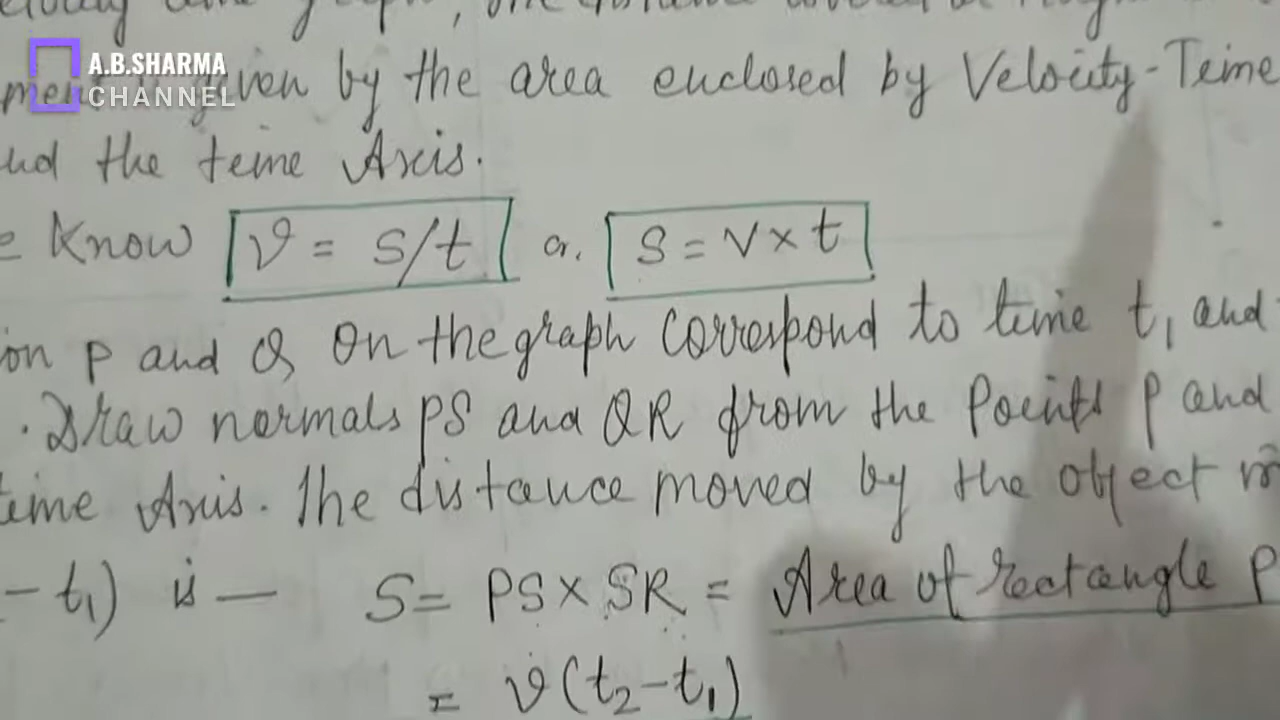 A.B.SHARMA
CHANNEL
given by the area enclosed by Velocity-Time
the time Axis.
Know v = S/t or, S = v × t
P and Q on the graph correspond to time t₁ and
. Draw normals PS and QR from the Points P and
time Axis. The distance moved by the object
- t₁) is — S = PS × SR = Area of rectangle P
= v(t₂-t₁)